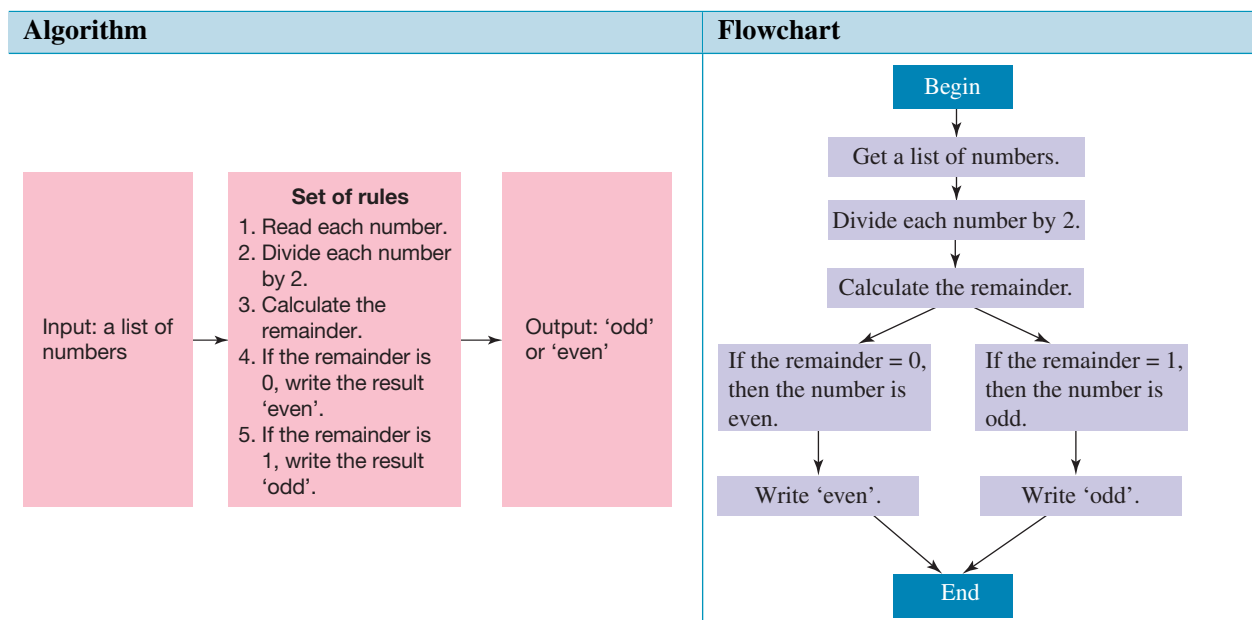 Algorithm
Flowchart
Input: a list of
numbers
Set of rules
1. Read each number.
2. Divide each number
by 2.
3. Calculate the
remainder.
4. If the remainder is
0, write the result
‘even’.
5. If the remainder is
1, write the result
‘odd’.
Output: ‘odd’
or ‘even’
Begin
Get a list of numbers.
Divide each number by 2.
Calculate the remainder.
If the remainder = 0,
then the number is
even.
If the remainder = 1,
then the number is
odd.
Write ‘even’.
Write ‘odd’.
End